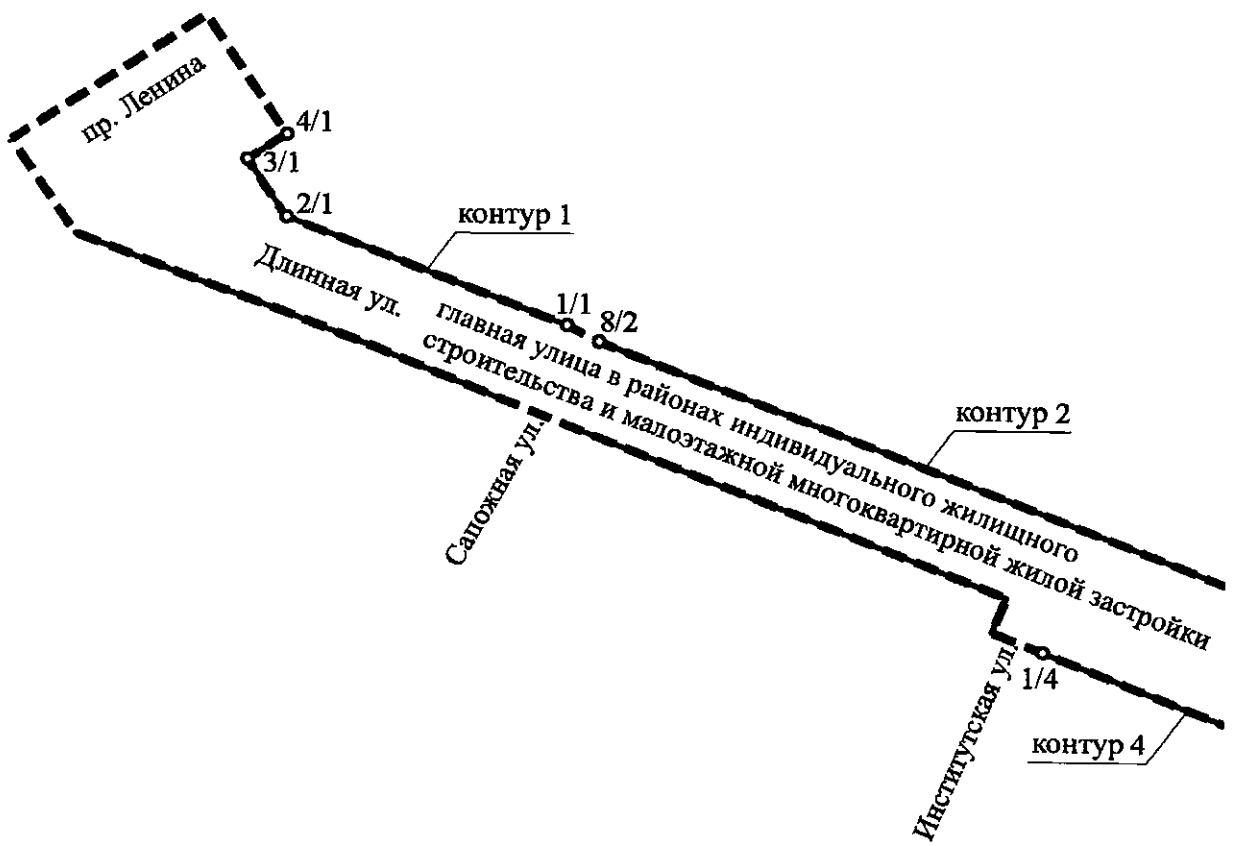 пр. Ленина
4/1
3/1
2/1
контур 1
Длинная ул.
1/1
8/2
главная улица в районах индивидуального жилищного
строительства и малоэтажной многоквартирной жилой застройки
контур 2
Сапожная ул.
Институтская ул.
1/4
контур 4